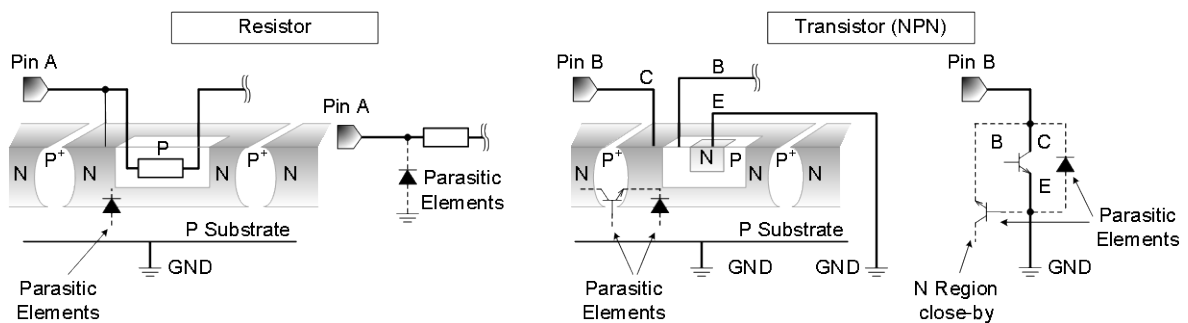 Resistor
Transistor (NPN)
Pin A
Pin A
N
P+
N
P
N
P+
N
Parasitic
Elements
P Substrate
GND
Parasitic
Elements
Pin B
C
B
E
N
P+
N
N
P
N
P+
N
P Substrate
GND
GND
Parasitic
Elements
Pin B
B
C
E
Parasitic
Elements
GND
N Region
close-by